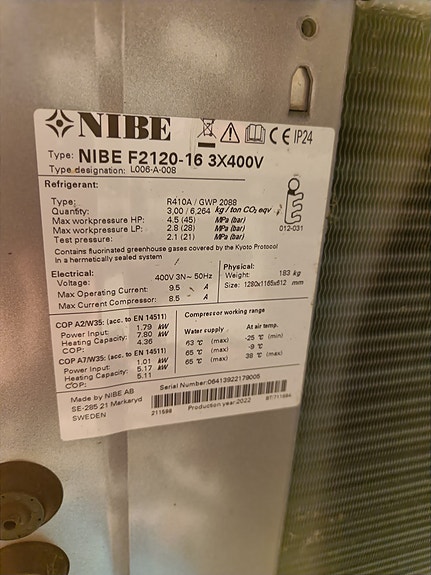 NIBE CE IP24
Type: NIBE F2120-16 3X400V
Type designation: L006-A-008
Refrigerant:
Type: R410A / GWP 2088
Quantity: 3,00 / 6,264 kg / ton CO₂ eqv
Max workpressure HP: 4.5 (45) MPa (bar)
Max workpressure LP: 2.8 (28) MPa (bar)
Test pressure: 2.1 (21) MPa (bar)
012-031
Contains fluorinated greenhouse gases covered by the Kyoto Protocol
In a hermetically sealed system
Electrical:
Voltage: 400V 3N~ 50Hz
Max Operating Current: 9.5 A
Max Current Compressor: 8.5 A
Physical:
Weight: 183 kg
Size: 1280x1165x612 mm
COP A2/W35: (acc. to EN 14511)
Power Input: 1.79 kW
Heating Capacity: 7.80 kW
COP: 4.36
COP A7/W35: (acc. to EN 14511)
Power Input: 1.01 kW
Heating Capacity: 5.17 kW
COP: 5.11
Compressor working range
Water supply At air temp.
63 °C (max) -25 °C (min)
65 °C (max) -9 °C
65 °C (max) 38 °C (max)
Made by NIBE AB
SE-285 21 Markaryd
SWEDEN
Serial Number: 06413922179005
211698
Production year: 2022